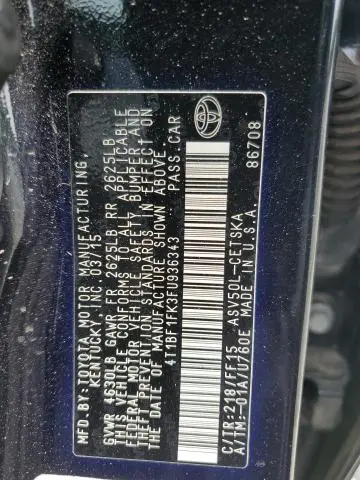 MFD.BY:TOYOTA MOTOR MANUFACTURING,
KENTUCKY,INC. 03/15
GVWR 4630LB GAWR FR 2625LB RR 2625LB
THIS VEHICLE CONFORMS TO ALL APPLICABLE
FEDERAL MOTOR VEHICLE SAFETY, BUMPER, AND
THEFT PREVENTION STANDARDS IN EFFECT ON
THE DATE OF MANUFACTURE SHOWN ABOVE.
4T1BF1FK3FU936343 PASS.CAR
C/TR:218/FF15 ASV50L-CETSKA
A/TM:-01A/U760E MADE IN U.S.A.
86708